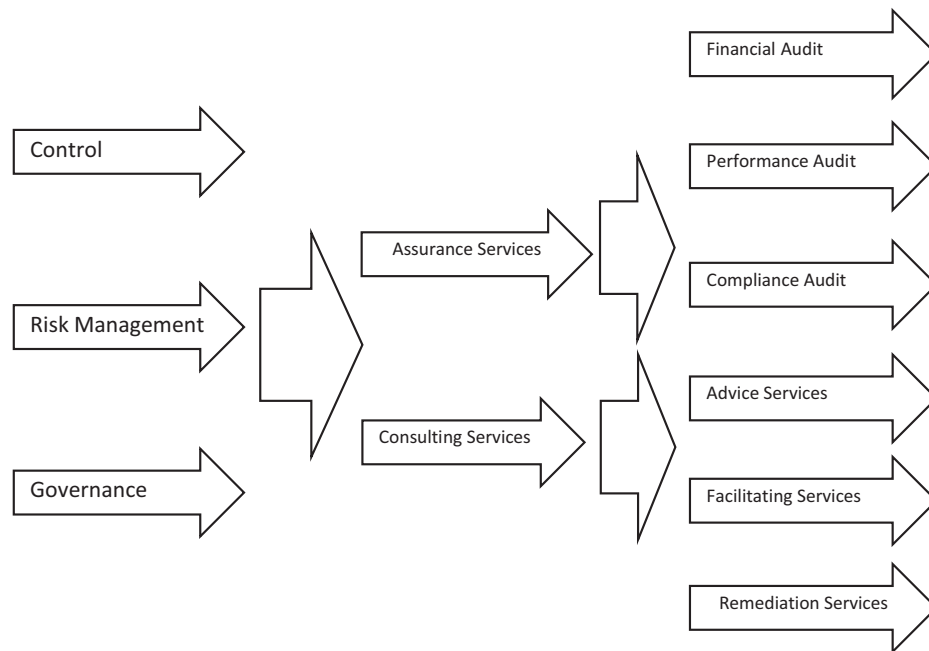 Control
Risk Management
Governance
Assurance Services
Consulting Services
Financial Audit
Performance Audit
Compliance Audit
Advice Services
Facilitating Services
Remediation Services